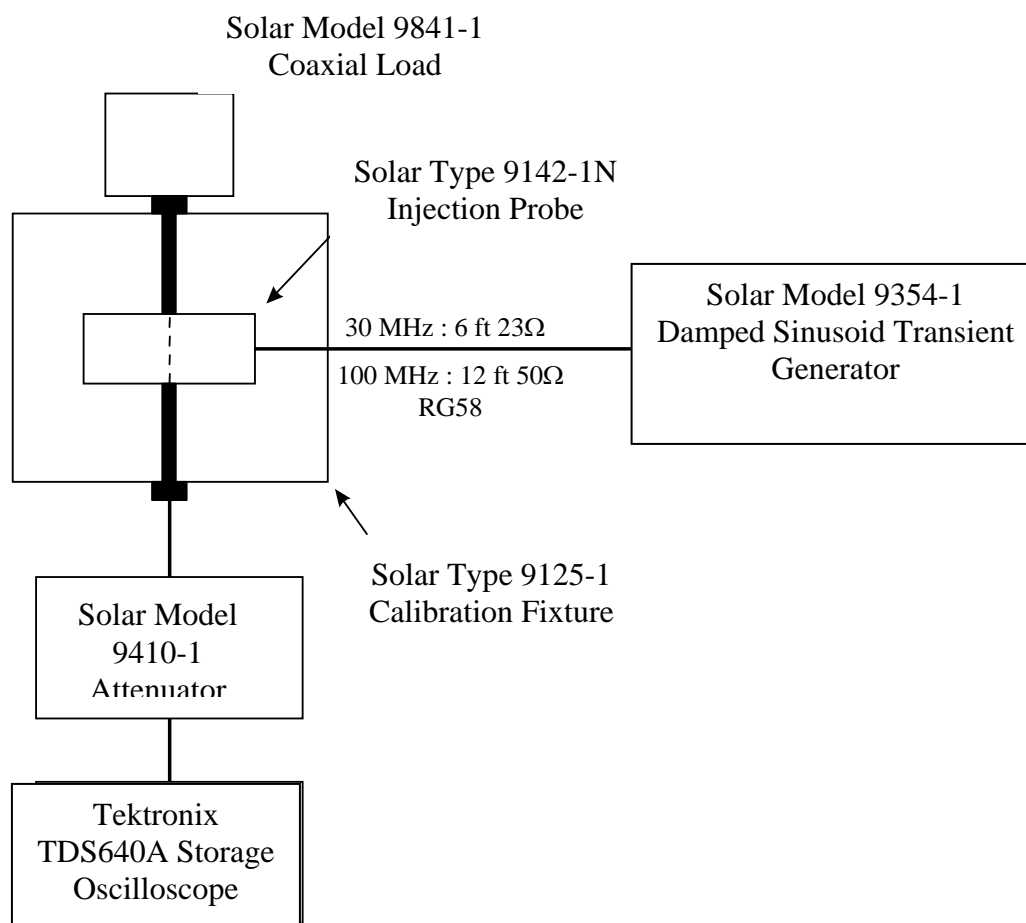 Solar Model 9841-1
Coaxial Load
Solar Type 9142-1N
Injection Probe
30 MHz : 6 ft 23Ω
100 MHz : 12 ft 50Ω
RG58
Solar Model 9354-1
Damped Sinusoid Transient
Generator
Solar Type 9125-1
Calibration Fixture
Solar Model
9410-1
Attenuator
Tektronix
TDS640A Storage
Oscilloscope